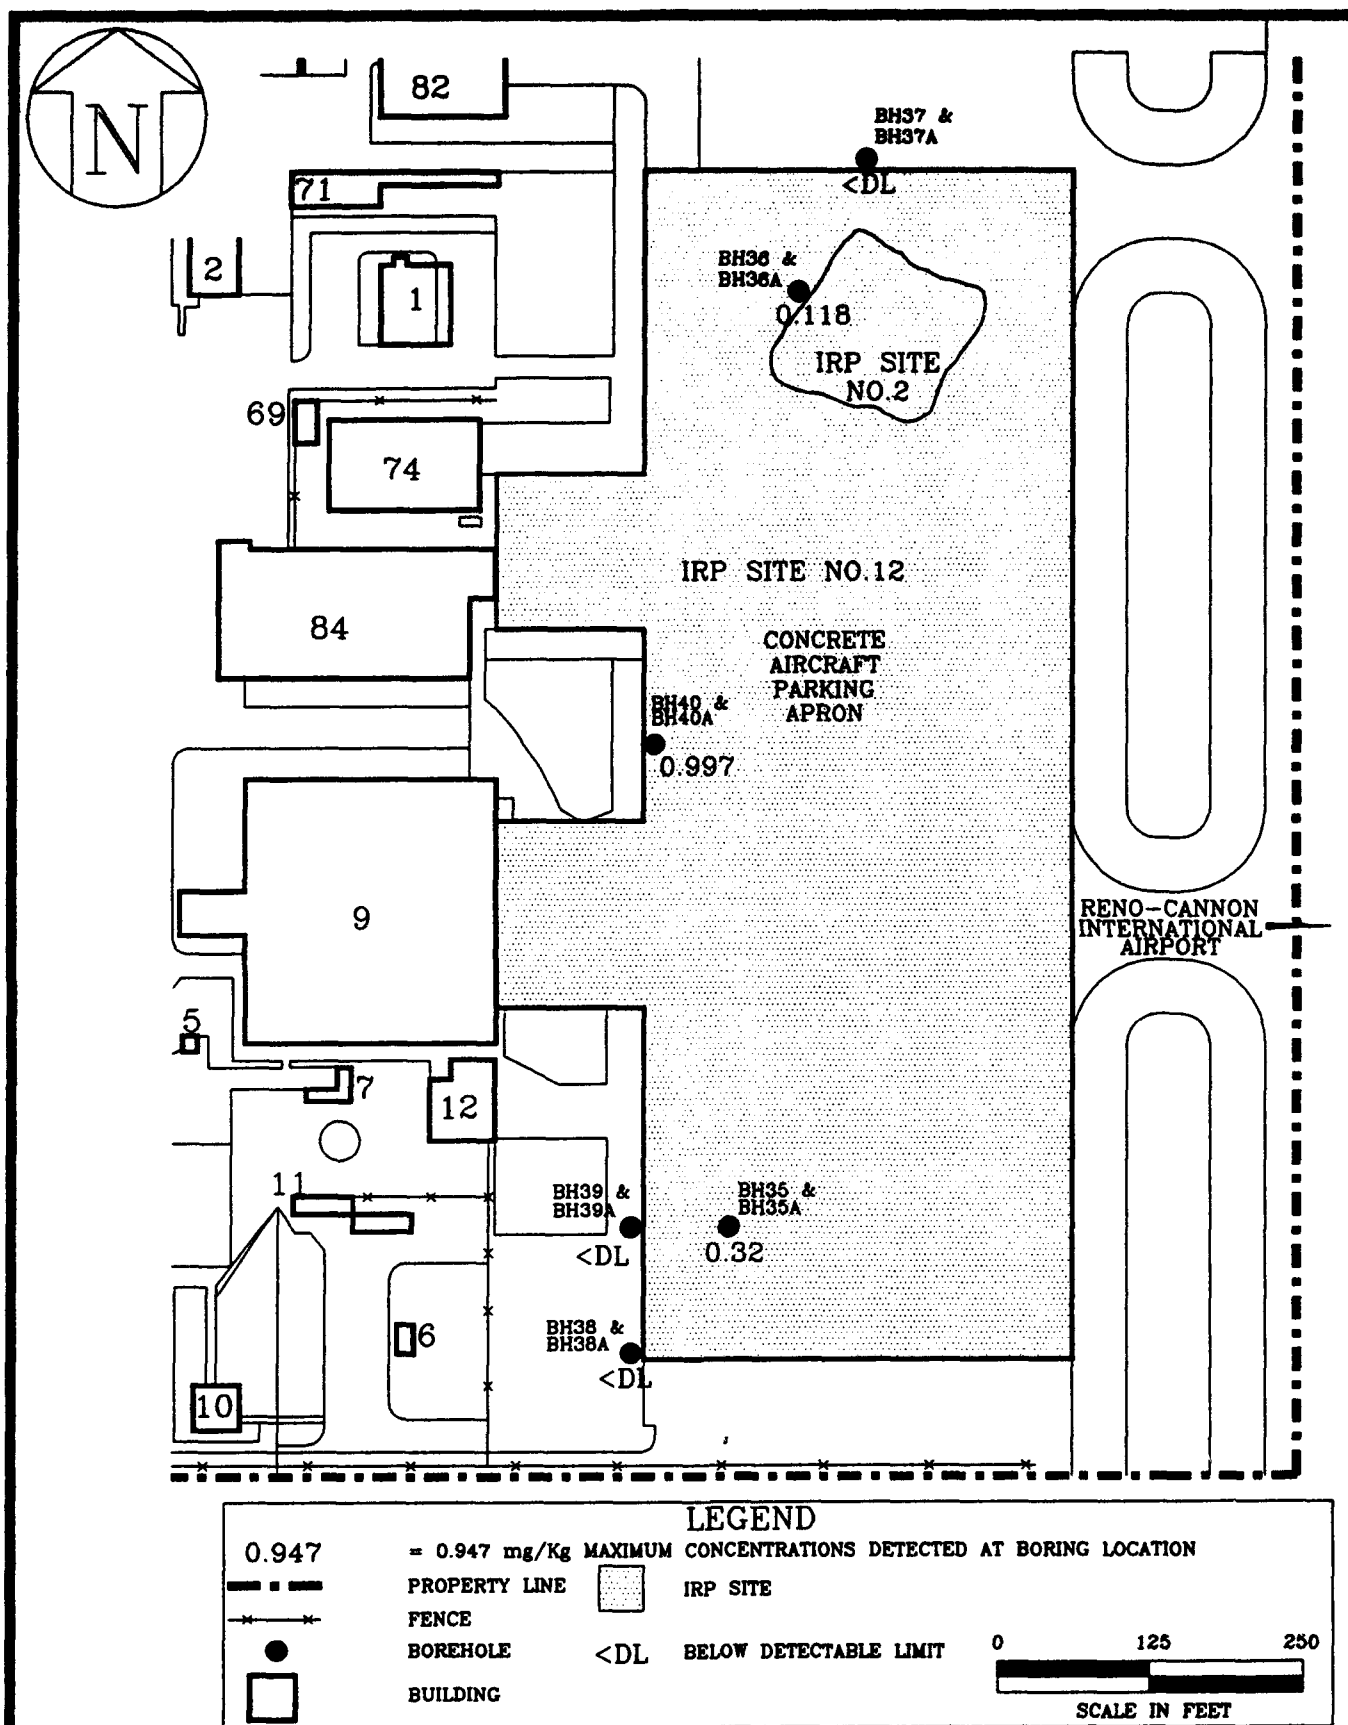 N
82
BH37 &
BH37A
<DL
71
2
1
BH36 &
BH36A
0.118
IRP SITE
NO.2
69
74
IRP SITE NO.12
84
CONCRETE
AIRCRAFT
PARKING
APRON
BH40 &
BH40A
0.997
9
RENO-CANNON
INTERNATIONAL
AIRPORT
5
7
12
11
BH39 &
BH39A
<DL
BH35 &
BH35A
0.32
6
BH38 &
BH38A
<DL
10
LEGEND
0.947 = 0.947 mg/Kg MAXIMUM CONCENTRATIONS DETECTED AT BORING LOCATION
PROPERTY LINE IRP SITE
FENCE
BOREHOLE <DL BELOW DETECTABLE LIMIT
BUILDING
0 125 250
SCALE IN FEET